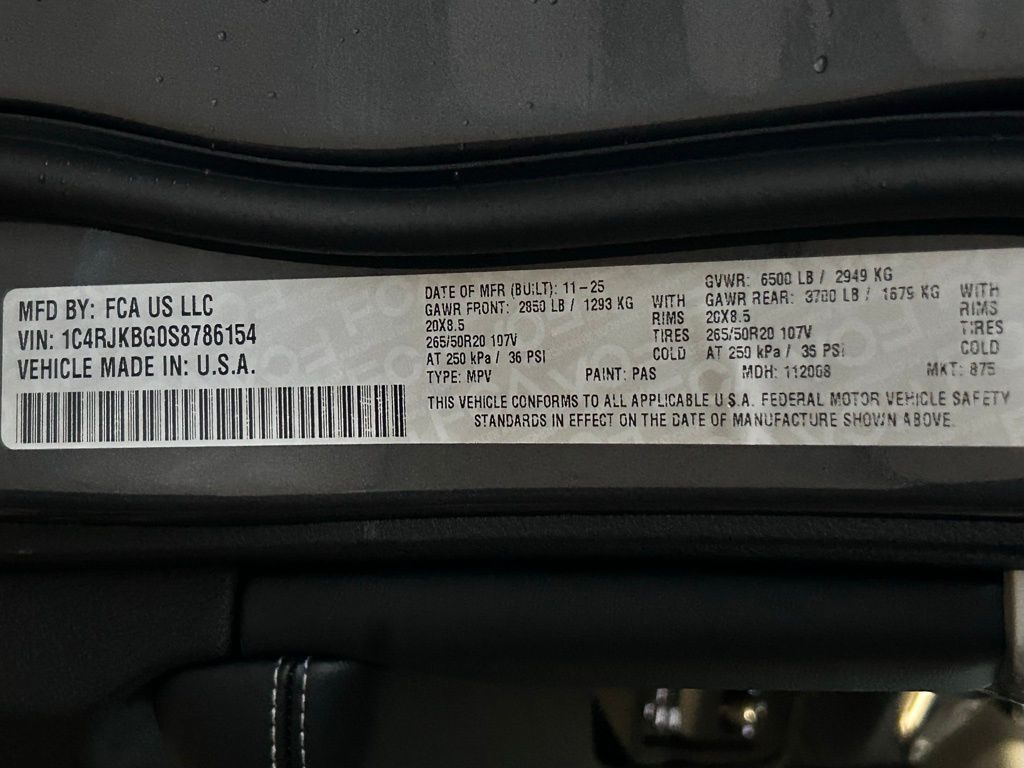 MFD BY: FCA US LLC
VIN: 1C4RJKBG0S8786154
VEHICLE MADE IN: U.S.A.
DATE OF MFR (BUILT): 11-25
GAWR FRONT: 2850 LB / 1293 KG WITH
20X8.5 RIMS
265/50R20 107V TIRES
AT 250 kPa / 36 PSI COLD
GVWR: 6500 LB / 2949 KG
GAWR REAR: 3700 LB / 1679 KG WITH
20X8.5 RIMS
265/50R20 107V TIRES
AT 250 kPa / 36 PSI COLD
TYPE: MPV PAINT: PAS MDH: 112008 MKT: 875
THIS VEHICLE CONFORMS TO ALL APPLICABLE U.S.A. FEDERAL MOTOR VEHICLE SAFETY
STANDARDS IN EFFECT ON THE DATE OF MANUFACTURE SHOWN ABOVE.